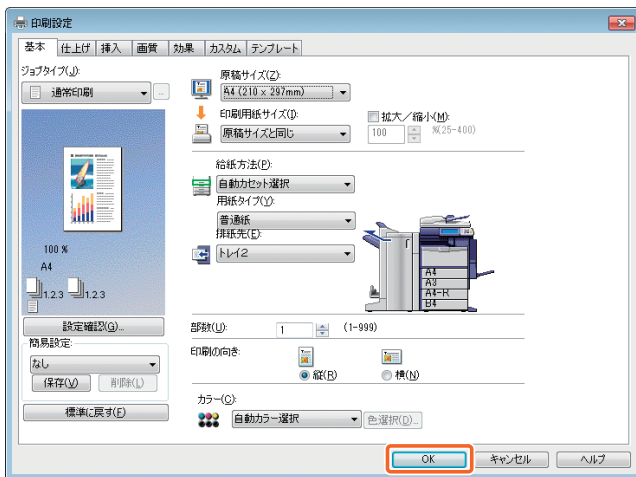 印刷設定
基本 仕上げ 挿入 画質 効果 カスタム テンプレート
ジョブタイプ(J):
通常印刷 ...
100 %
A4
1.2.3 1.2.3
設定確認(G)...
簡易設定:
なし
保存(V) 削除(L)
標準に戻す(F)
原稿サイズ(Z):
A4 (210 x 297mm)
印刷用紙サイズ(I):
原稿サイズと同じ
拡大/縮小(M):
100 %(25-400)
給紙方法(P):
自動カセット選択
用紙タイプ(Y):
普通紙
排紙先(E):
トレイ2
A4
A3
A4-R
B4
部数(U): 1 (1-999)
印刷の向き:
縦(R) 横(N)
カラー(C):
自動カラー選択 色選択(D)...
OK キャンセル ヘルプ